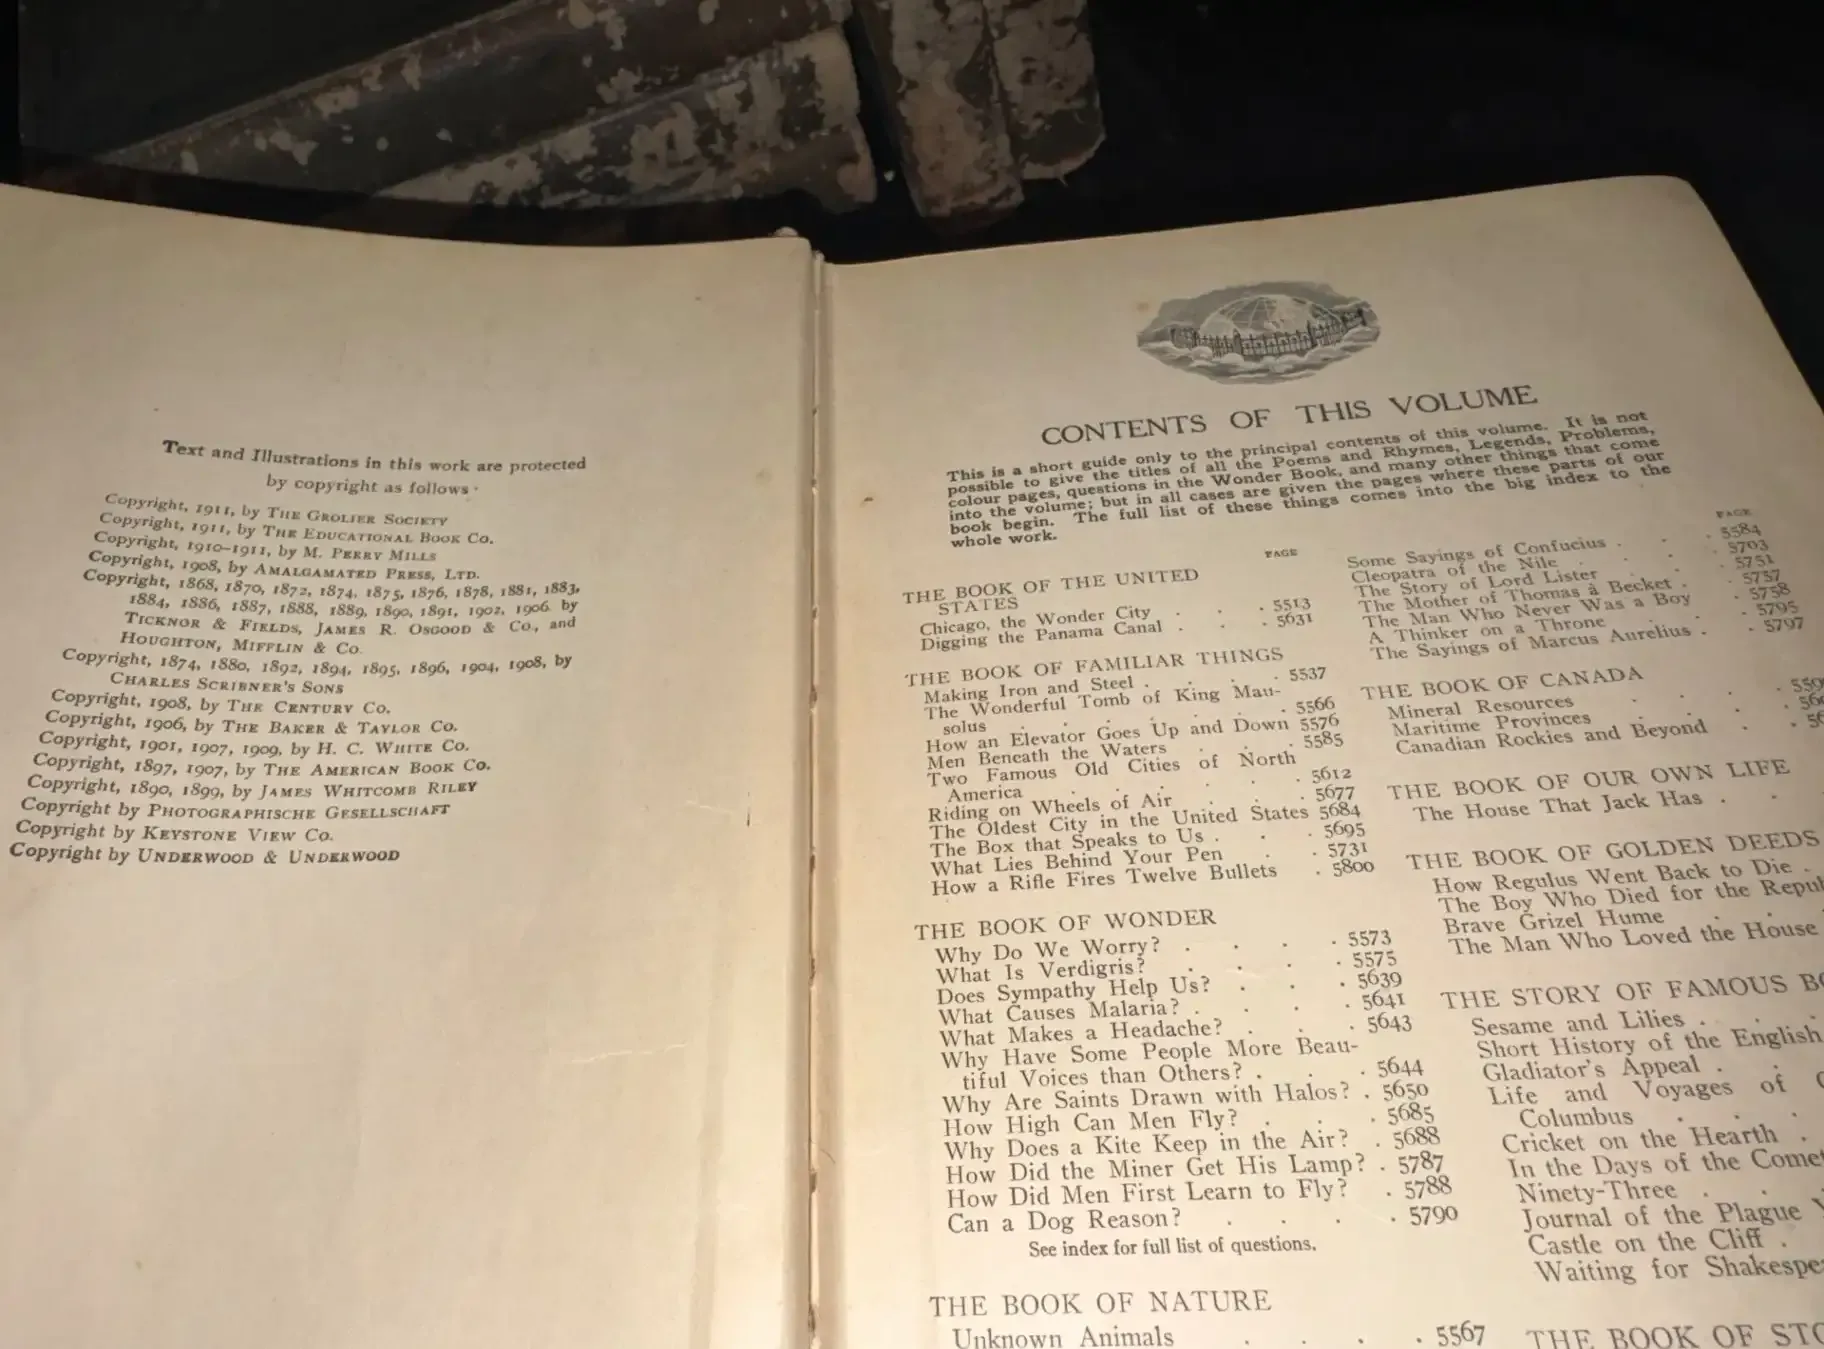 Text and Illustrations in this work are protected
by copyright as follows
Copyright, 1911, by THE GROLIER SOCIETY
Copyright, 1911, by THE EDUCATIONAL BOOK CO.
Copyright, 1910-1911, by M. PERRY MILLS
Copyright, 1908, by AMALGAMATED PRESS, LTD.
Copyright, 1868, 1870, 1872, 1874, 1875, 1876, 1878, 1881, 1883,
1884, 1886, 1887, 1888, 1889, 1890, 1891, 1902, 1906 by
TICKNOR & FIELDS, JAMES R. OSGOOD & CO., and
HOUGHTON, MIFFLIN & CO.
Copyright, 1874, 1880, 1892, 1894, 1895, 1896, 1904, 1908, by
CHARLES SCRIBNER'S SONS
Copyright, 1908, by THE CENTURY CO.
Copyright, 1906, by THE BAKER & TAYLOR CO.
Copyright, 1901, 1907, 1909, by H. C. WHITE CO.
Copyright, 1897, 1907, by THE AMERICAN BOOK CO.
Copyright, 1890, 1899, by JAMES WHITCOMB RILEY
Copyright by PHOTOGRAPHISCHE GESELLSCHAFT
Copyright by KEYSTONE VIEW CO.
Copyright by UNDERWOOD & UNDERWOOD
CONTENTS OF THIS VOLUME
This is a short guide only to the principal contents of this volume. It is not
possible to give the titles of all the Poems and Rhymes, Legends, Problems,
colour pages, questions in the Wonder Book, and many other things that come
into the volume; but in all cases are given the pages where these parts of our
book begin. The full list of these things comes into the big index to the
whole work.
PAGE
THE BOOK OF THE UNITED
STATES
Chicago, the Wonder City . . . 5513
Digging the Panama Canal . . . 5631
THE BOOK OF FAMILIAR THINGS
Making Iron and Steel . . . . 5537
The Wonderful Tomb of King Mau-
solus . . . . . . 5566
How an Elevator Goes Up and Down 5576
Men Beneath the Waters . . . 5585
Two Famous Old Cities of North
America . . . . . 5612
Riding on Wheels of Air . . . 5677
The Oldest City in the United States 5684
The Box that Speaks to Us . . . 5695
What Lies Behind Your Pen . . 5731
How a Rifle Fires Twelve Bullets . 5800
THE BOOK OF WONDER
Why Do We Worry? . . . . 5573
What Is Verdigris? . . . . 5575
Does Sympathy Help Us? . . . 5639
What Causes Malaria? . . . . 5641
What Makes a Headache? . . . 5643
Why Have Some People More Beau-
tiful Voices than Others? . . . 5644
Why Are Saints Drawn with Halos? . 5650
How High Can Men Fly? . . . 5685
Why Does a Kite Keep in the Air? . 5688
How Did the Miner Get His Lamp? . 5787
How Did Men First Learn to Fly? . 5788
Can a Dog Reason? . . . . 5790
See index for full list of questions.
THE BOOK OF NATURE
Unknown Animals . . . . 5567
PAGE
Some Sayings of Confucius . . . 5584
Cleopatra of the Nile . . . . 5703
The Story of Lord Lister . . . 5751
The Mother of Thomas à Becket . . 5757
The Man Who Never Was a Boy . 5758
A Thinker on a Throne . . . 5795
The Sayings of Marcus Aurelius . . 5797
THE BOOK OF CANADA
Mineral Resources . . . .
Maritime Provinces . . . .
Canadian Rockies and Beyond . .
THE BOOK OF OUR OWN LIFE
The House That Jack Has . .
THE BOOK OF GOLDEN DEEDS
How Regulus Went Back to Die .
The Boy Who Died for the
Brave Grizel Hume . .
The Man Who Loved the House
THE STORY OF FAMOUS
Sesame and Lilies . . .
Short History of the English
Gladiator's Appeal . .
Life and Voyages of
Columbus . . .
Cricket on the Hearth .
In the Days of the
Ninety-Three . .
Journal of the Plague
Castle on the Cliff .
Waiting for
THE BOOK OF